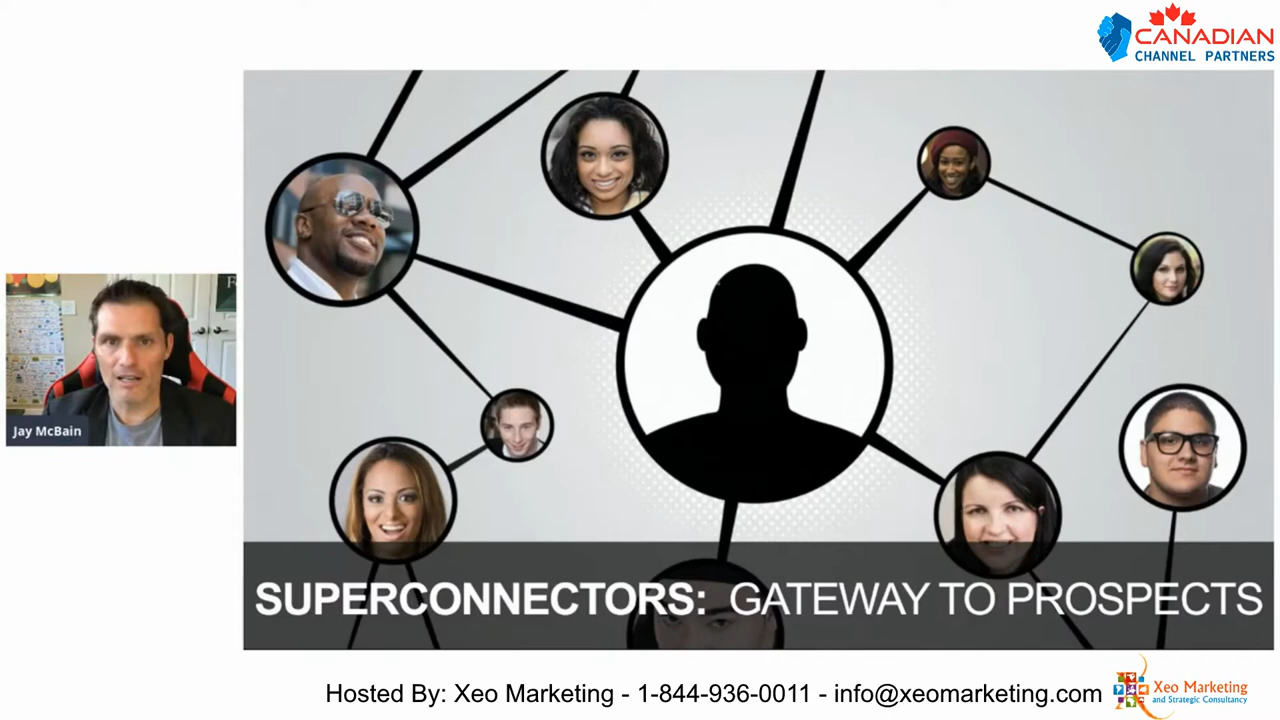 CANADIAN
CHANNEL PARTNERS
Jay McBain
SUPERCONNECTORS: GATEWAY TO PROSPECTS
Hosted By: Xeo Marketing - 1-844-936-0011 - info@xeomarketing.com
Xeo Marketing
and Strategic Consultancy